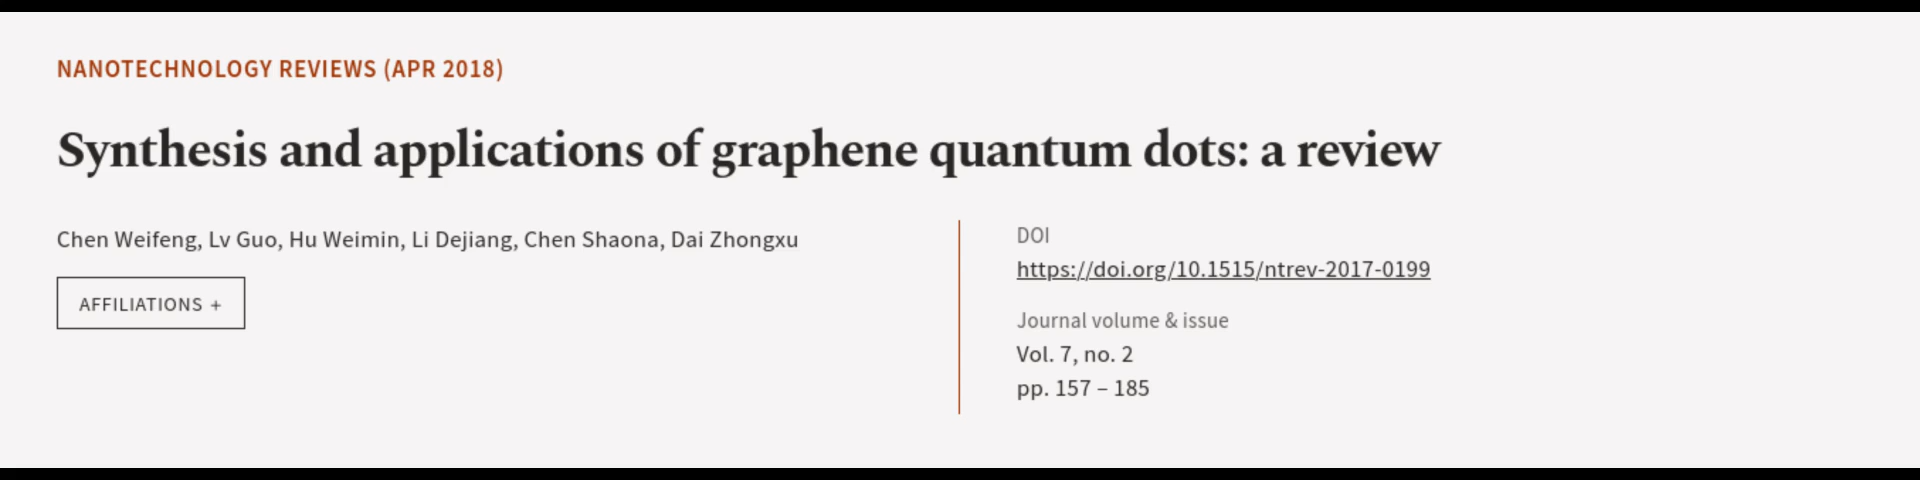 NANOTECHNOLOGY REVIEWS (APR 2018)
Synthesis and applications of graphene quantum dots: a review
Chen Weifeng, Lv Guo, Hu Weimin, Li Dejiang, Chen Shaona, Dai Zhongxu
AFFILIATIONS +
DOI
https://doi.org/10.1515/ntrev-2017-0199
Journal volume & issue
Vol. 7, no. 2
pp. 157 – 185